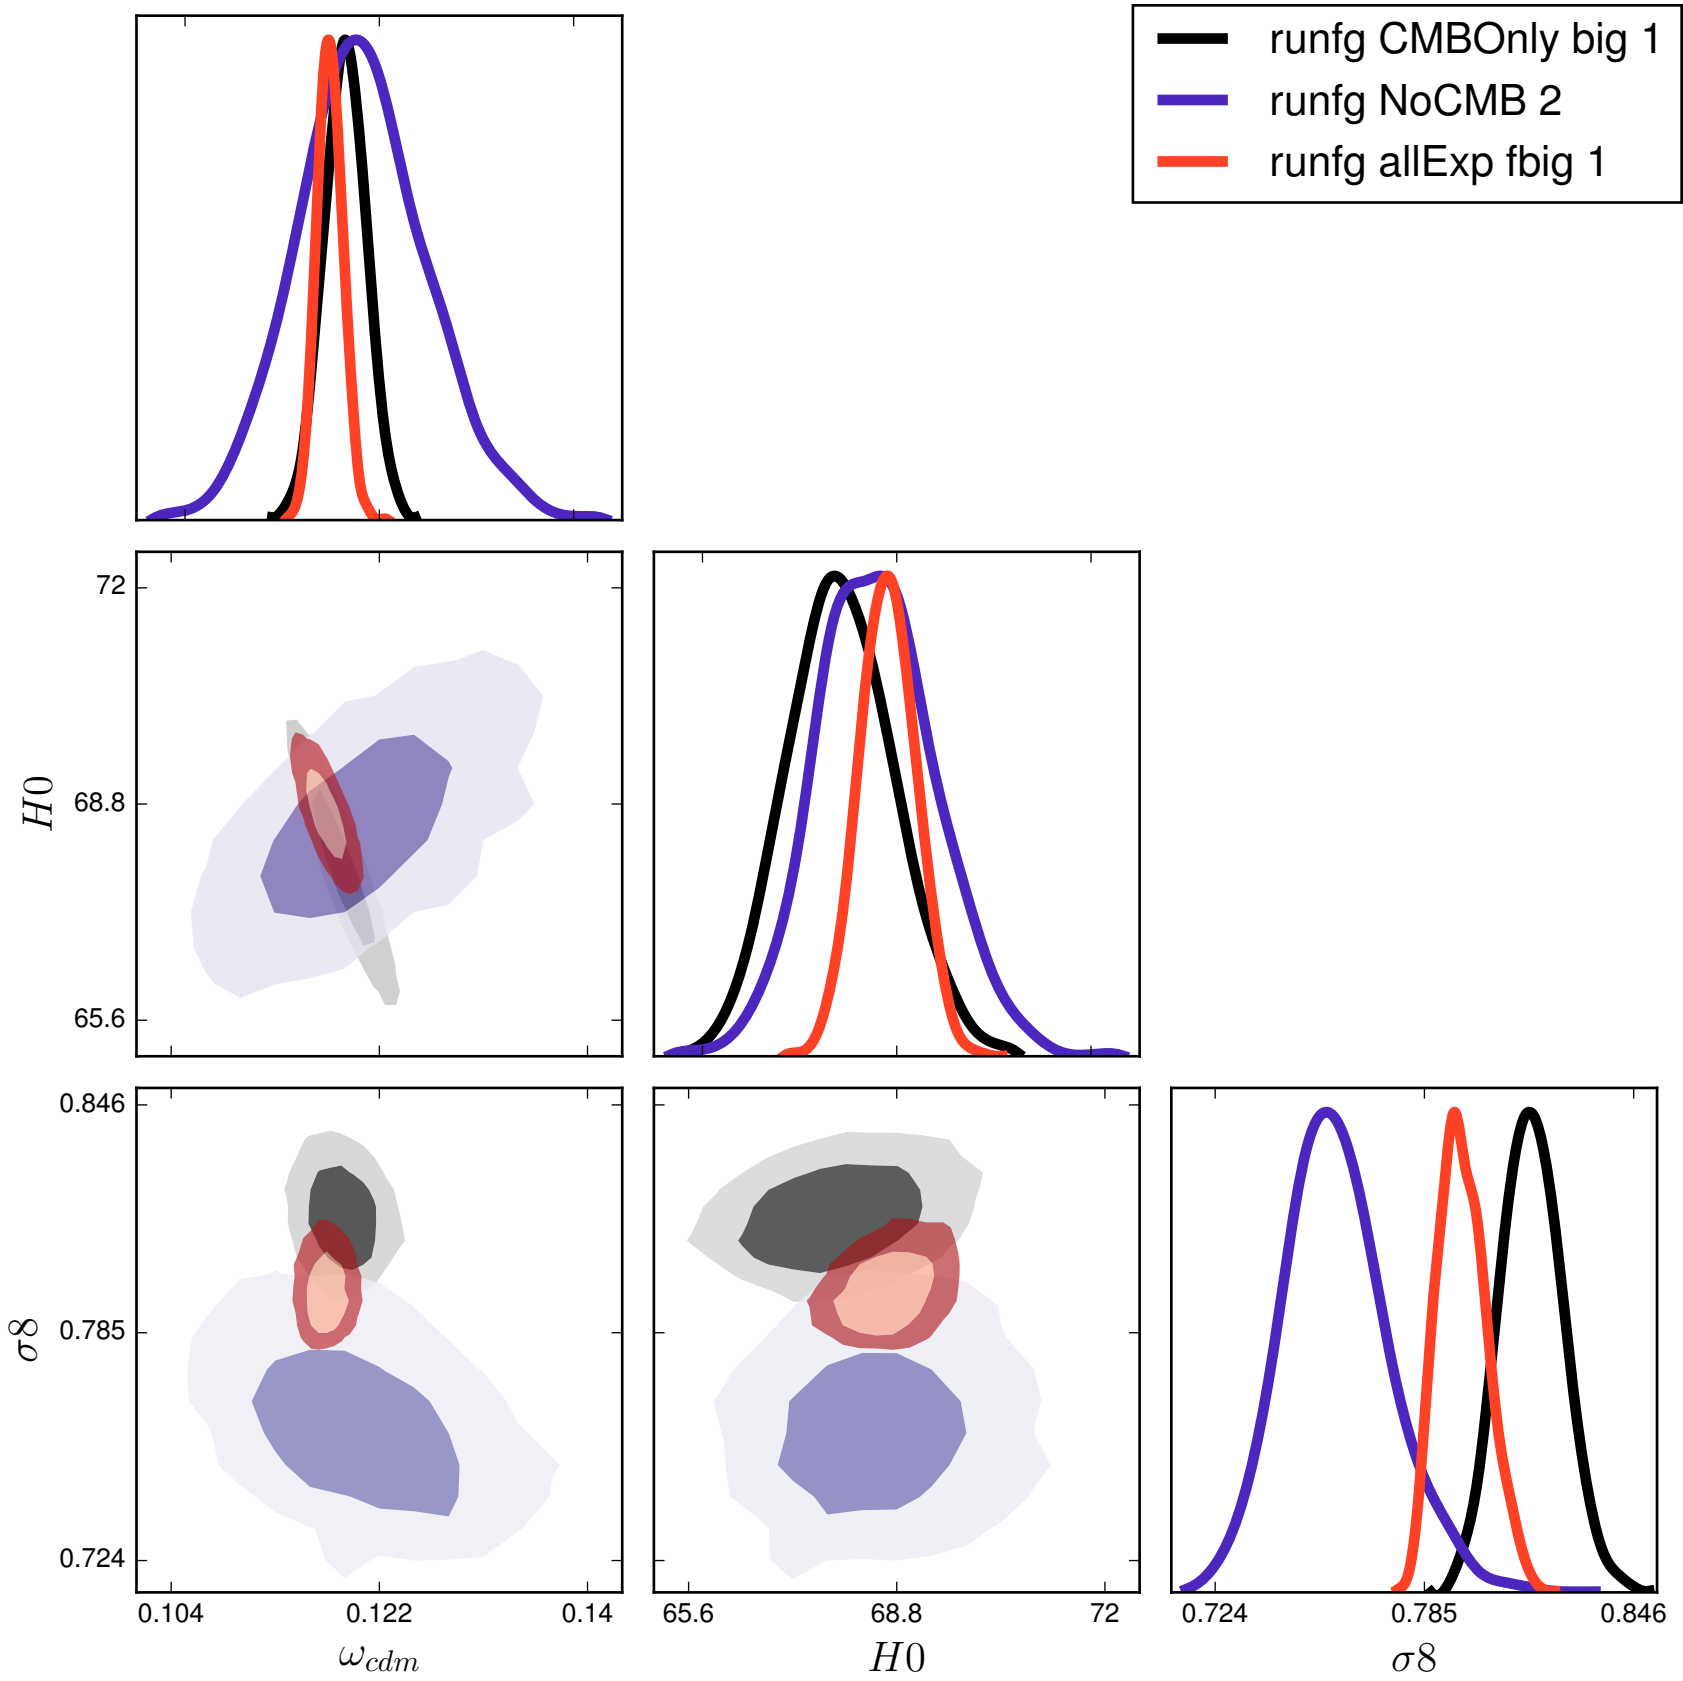 runfg CMBOnly big 1
runfg NoCMB 2
runfg allExp fbig 1
72
68.8
65.6
H0
0.846
0.785
0.724
σ8
0.104 0.122 0.14
ω_cdm
65.6 68.8 72
H0
0.724 0.785 0.846
σ8